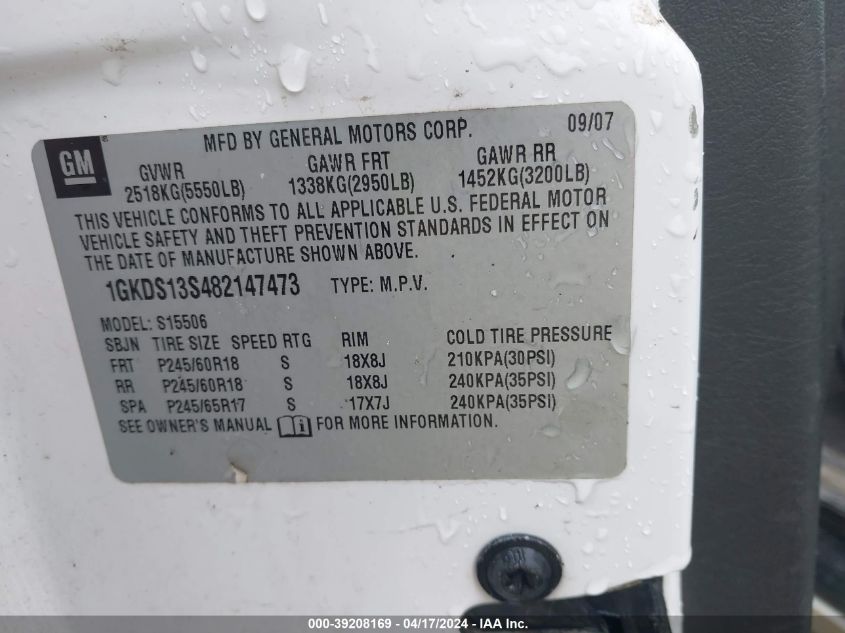 GM
MFD BY GENERAL MOTORS CORP. 09/07
GVWR GAWR FRT GAWR RR
2518KG(5550LB) 1338KG(2950LB) 1452KG(3200LB)
THIS VEHICLE CONFORMS TO ALL APPLICABLE U.S. FEDERAL MOTOR
VEHICLE SAFETY AND THEFT PREVENTION STANDARDS IN EFFECT ON
THE DATE OF MANUFACTURE SHOWN ABOVE.
1GKDS13S482147473 TYPE: M.P.V.
MODEL: S15506
SBJN TIRE SIZE SPEED RTG RIM COLD TIRE PRESSURE
FRT P245/60R18 S 18X8J 210KPA(30PSI)
RR P245/60R18 S 18X8J 240KPA(35PSI)
SPA P245/65R17 S 17X7J 240KPA(35PSI)
SEE OWNER'S MANUAL FOR MORE INFORMATION.
000-39208169 - 04/17/2024 - IAA Inc.